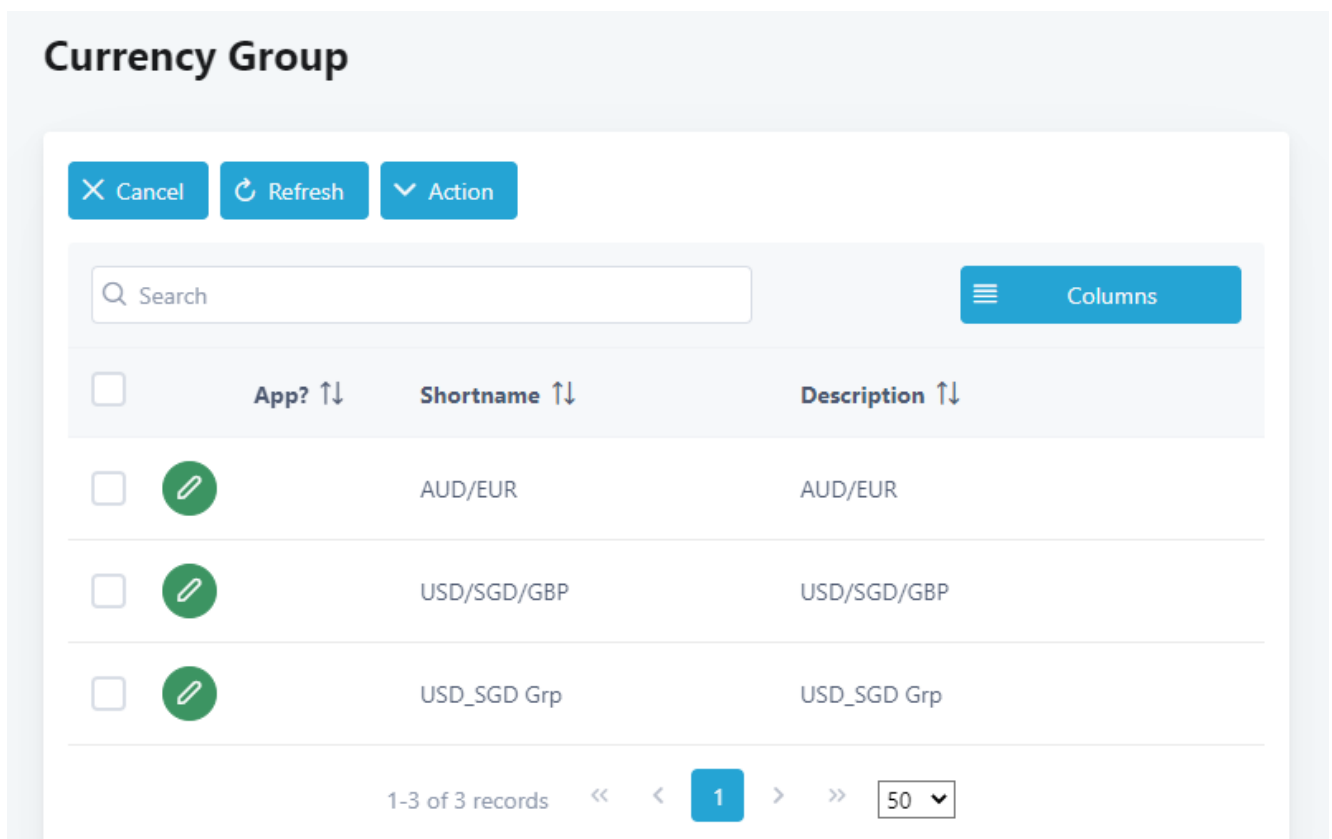 Currency Group
Cancel Refresh Action
Search Columns
App? Shortname Description
AUD/EUR AUD/EUR
USD/SGD/GBP USD/SGD/GBP
USD_SGD Grp USD_SGD Grp
1-3 of 3 records « < 1 > » 50